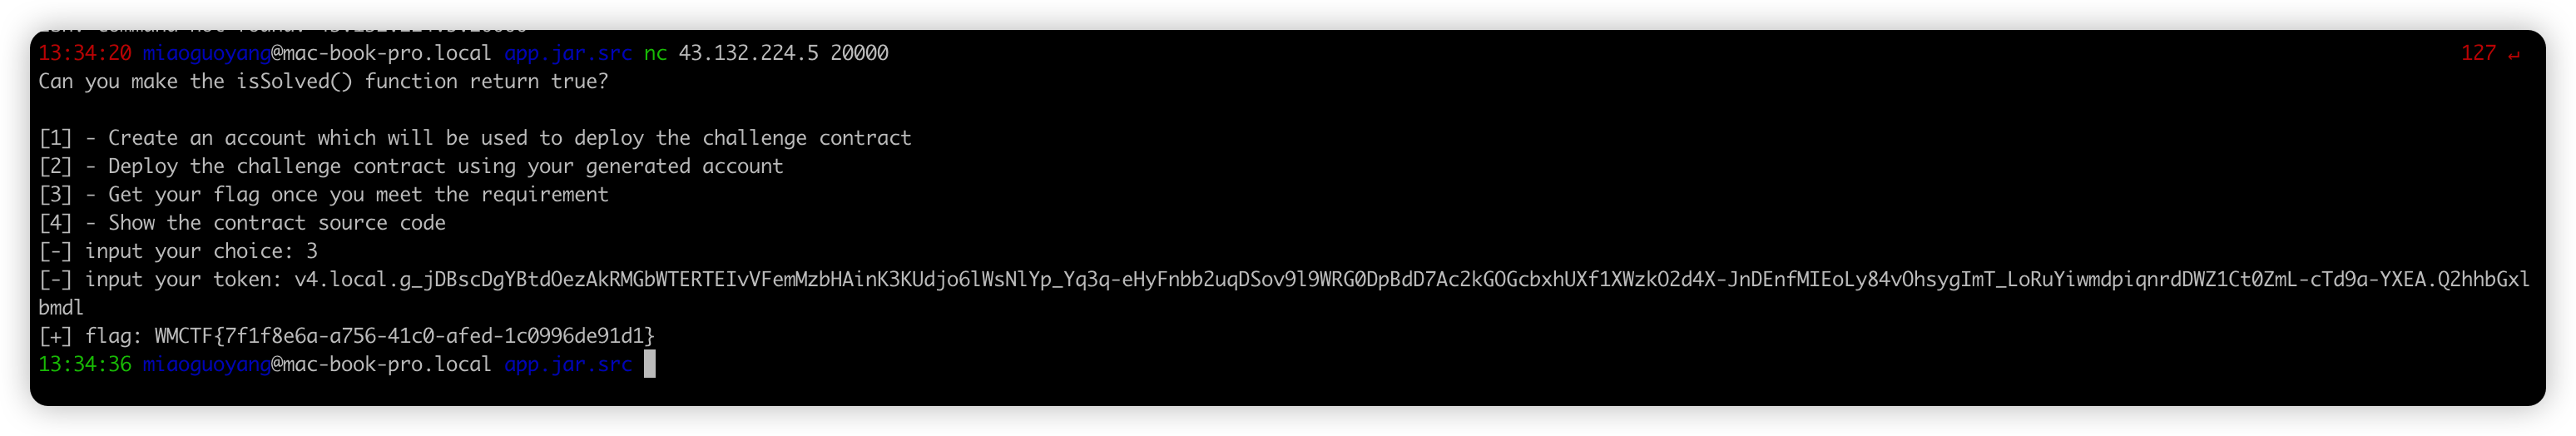 13:34:20 miaoguoyang@mac-book-pro.local app.jar.src nc 43.132.224.5 20000 127 ↵
Can you make the isSolved() function return true?
[1] - Create an account which will be used to deploy the challenge contract
[2] - Deploy the challenge contract using your generated account
[3] - Get your flag once you meet the requirement
[4] - Show the contract source code
[-] input your choice: 3
[-] input your token: v4.local.g_jDBscDgYBtdOezAkRMGbWTERTEIvVFemMzbHAinK3KUdjo6lWsNlYp_Yq3q-eHyFnbb2uqDSov9l9WRG0DpBdD7Ac2kGOGcbxhUXf1XWzkO2d4X-JnDEnfMIEoLy84vOhsygImT_LoRuYiwmdpiqnrdDWZ1Ct0ZmL-cTd9a-YXEA.Q2hhbGxl
bmdl
[+] flag: WMCTF{7f1f8e6a-a756-41c0-afed-1c0996de91d1}
13:34:36 miaoguoyang@mac-book-pro.local app.jar.src